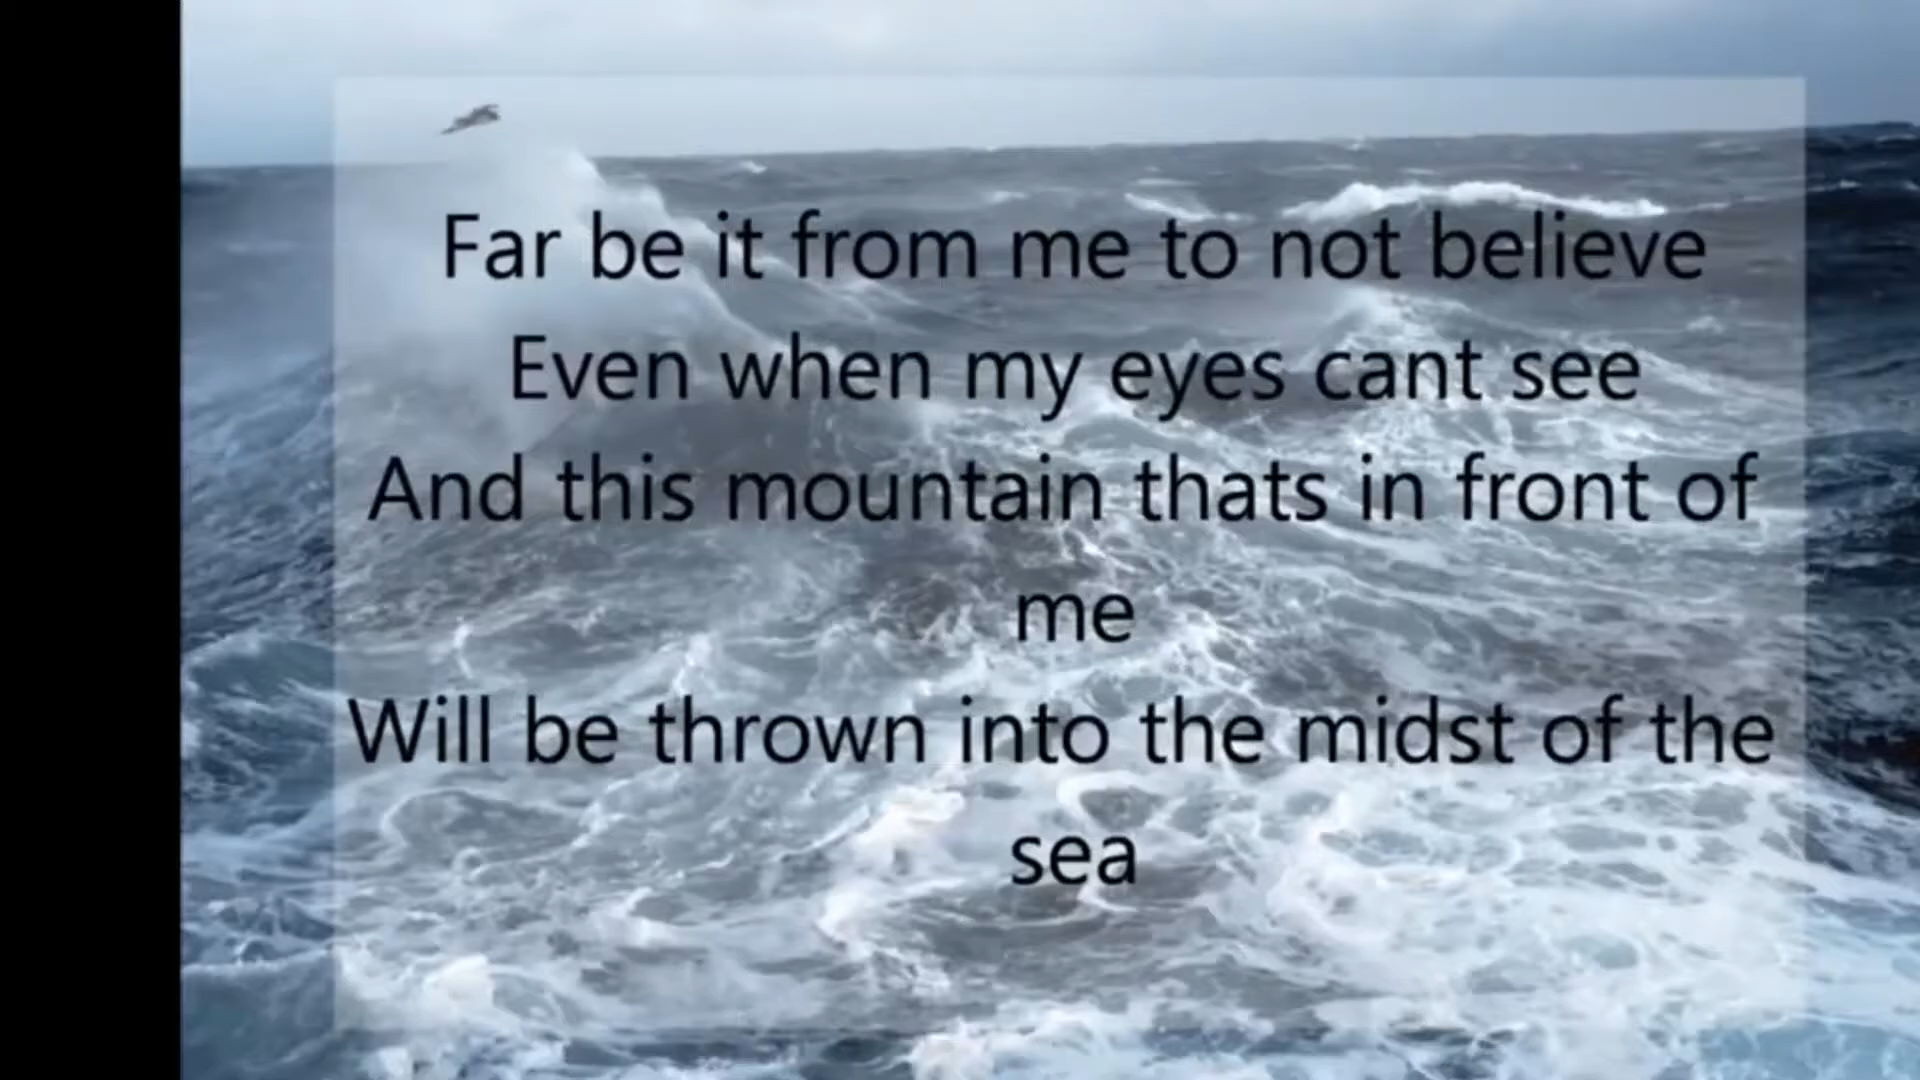 Far be it from me to not believe
Even when my eyes cant see
And this mountain thats in front of
me
Will be thrown into the midst of the
sea